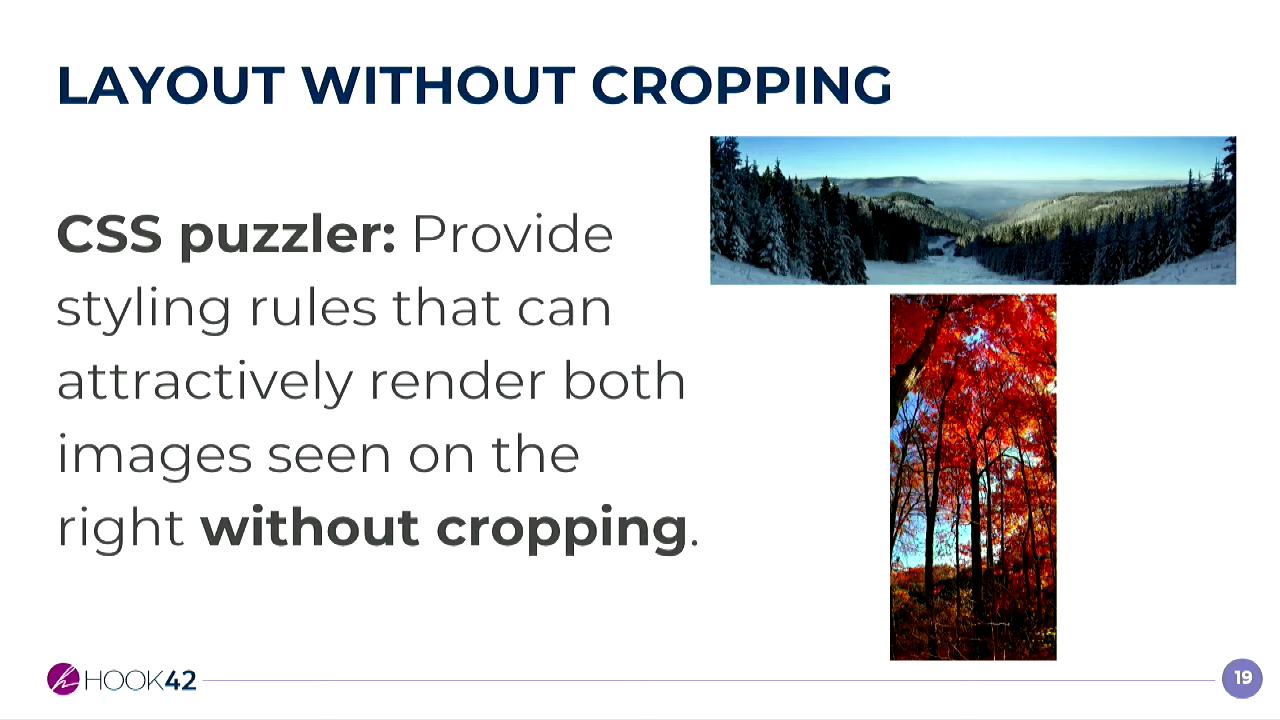 LAYOUT WITHOUT CROPPING
CSS puzzler: Provide
styling rules that can
attractively render both
images seen on the
right without cropping.
HOOK42
19